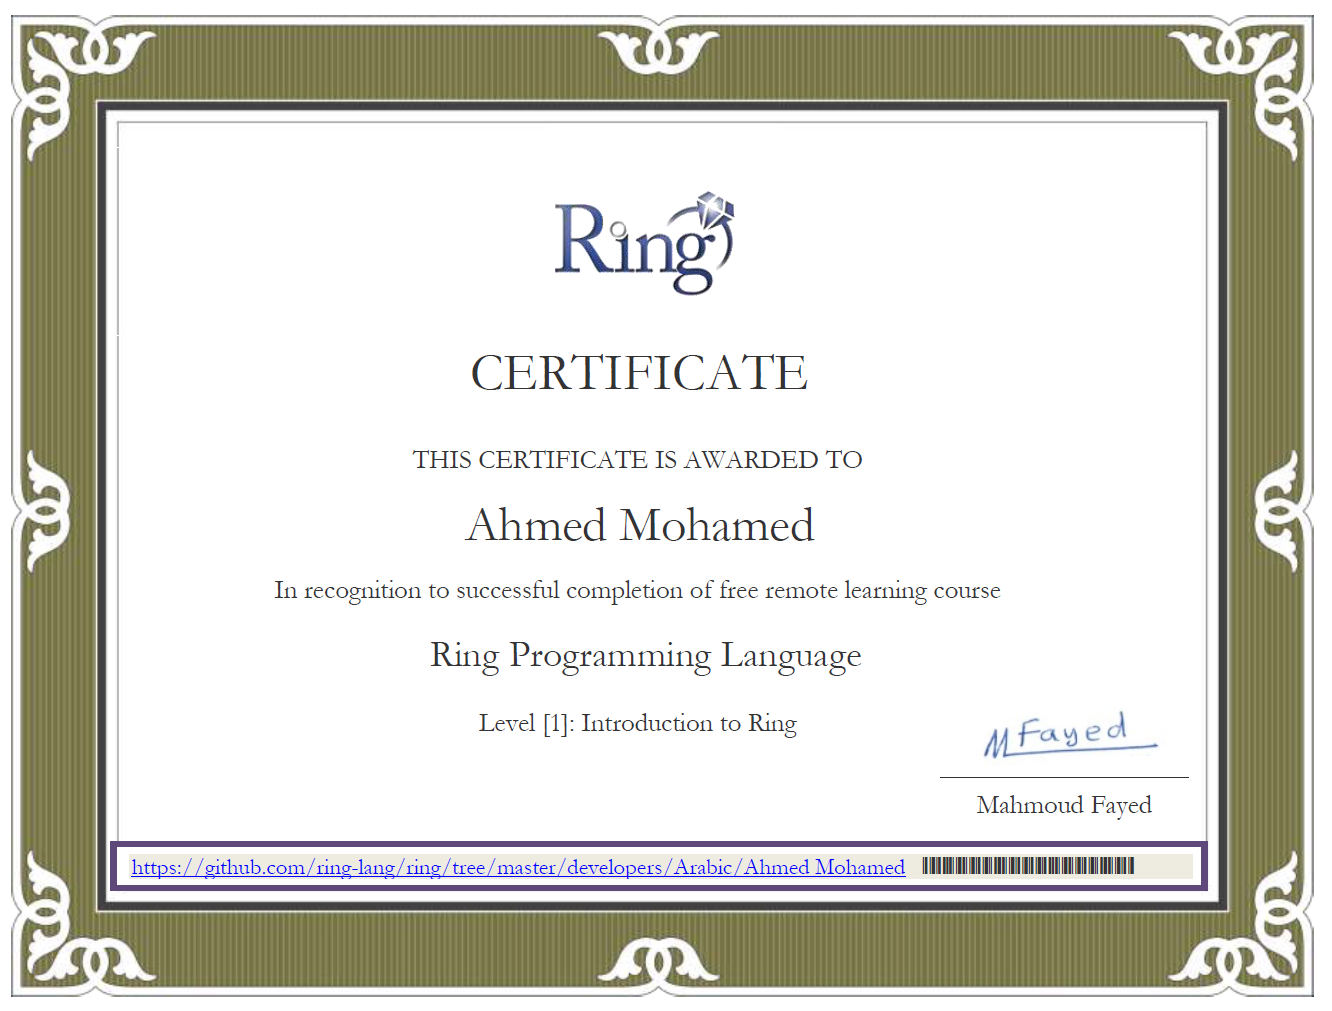 Ring
CERTIFICATE
THIS CERTIFICATE IS AWARDED TO
Ahmed Mohamed
In recognition to successful completion of free remote learning course
Ring Programming Language
Level [1]: Introduction to Ring
MFayed
Mahmoud Fayed
https://github.com/ring-lang/ring/tree/master/developers/Arabic/Ahmed Mohamed